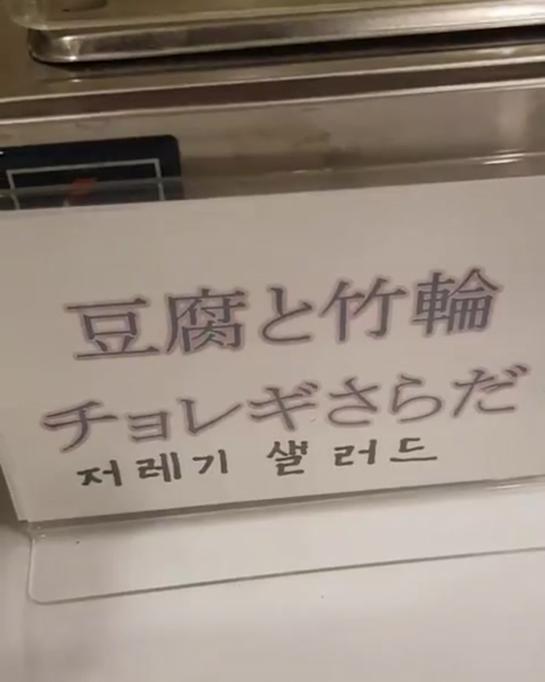 豆腐と竹輪
チョレギさらだ
저레기 샐러드